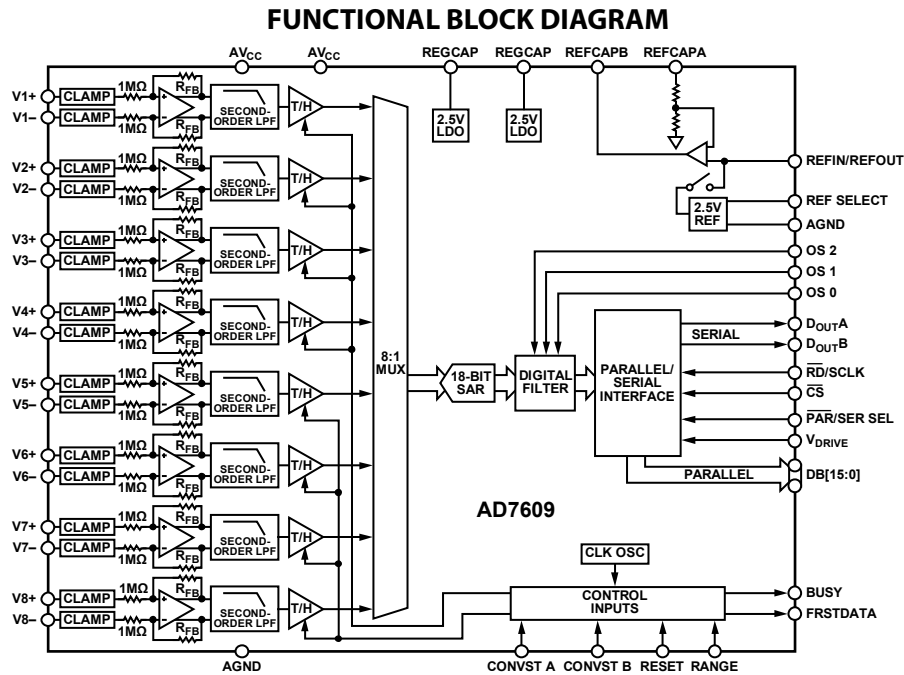 FUNCTIONAL BLOCK DIAGRAM
AVCC
AVCC
REGCAP
REGCAP
REFCAPB
REFCAPA
V1+
CLAMP
1MΩ
RFB
V1–
CLAMP
1MΩ
RFB
SECOND-
ORDER LPF
T/H
V2+
CLAMP
1MΩ
RFB
V2–
CLAMP
1MΩ
RFB
SECOND-
ORDER LPF
T/H
V3+
CLAMP
1MΩ
RFB
V3–
CLAMP
1MΩ
RFB
SECOND-
ORDER LPF
T/H
V4+
CLAMP
1MΩ
RFB
V4–
CLAMP
1MΩ
RFB
SECOND-
ORDER LPF
T/H
V5+
CLAMP
1MΩ
RFB
V5–
CLAMP
1MΩ
RFB
SECOND-
ORDER LPF
T/H
V6+
CLAMP
1MΩ
RFB
V6–
CLAMP
1MΩ
RFB
SECOND-
ORDER LPF
T/H
V7+
CLAMP
1MΩ
RFB
V7–
CLAMP
1MΩ
RFB
SECOND-
ORDER LPF
T/H
V8+
CLAMP
1MΩ
RFB
V8–
CLAMP
1MΩ
RFB
SECOND-
ORDER LPF
T/H
8:1
MUX
2.5V
LDO
2.5V
LDO
2.5V
REF
REFIN/REFOUT
REF SELECT
AGND
OS 2
OS 1
OS 0
18-BIT
SAR
DIGITAL
FILTER
PARALLEL/
SERIAL
INTERFACE
SERIAL
DOUTA
DOUTB
RD/SCLK
CS
PAR/SER SEL
VDRIVE
PARALLEL
DB[15:0]
AD7609
CLK OSC
CONTROL
INPUTS
BUSY
FRSTDATA
AGND
CONVST A
CONVST B
RESET
RANGE